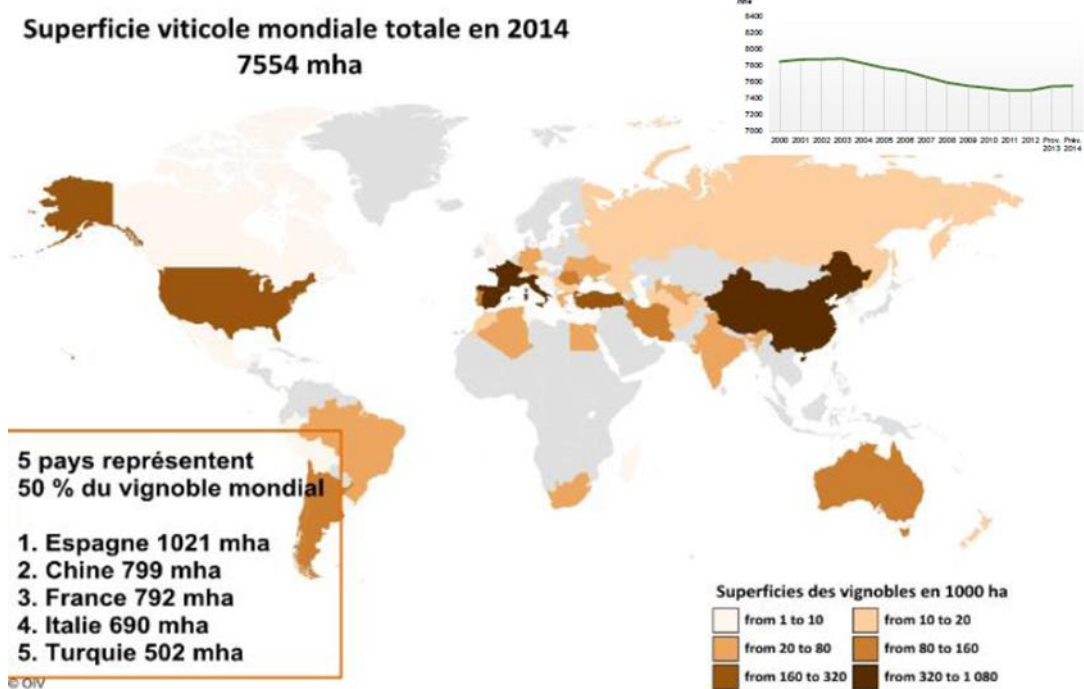 Superficie viticole mondiale totale en 2014
7554 mha
mha
8400
8200
8000
7800
7600
7400
7200
7000
2000 2001 2002 2003 2004 2005 2006 2007 2008 2009 2010 2011 2012 Prov. 2013 Prév. 2014
5 pays représentent
50 % du vignoble mondial
1. Espagne 1021 mha
2. Chine 799 mha
3. France 792 mha
4. Italie 690 mha
5. Turquie 502 mha
Superficies des vignobles en 1000 ha
from 1 to 10 from 10 to 20
from 20 to 80 from 80 to 160
from 160 to 320 from 320 to 1 080
© OIV